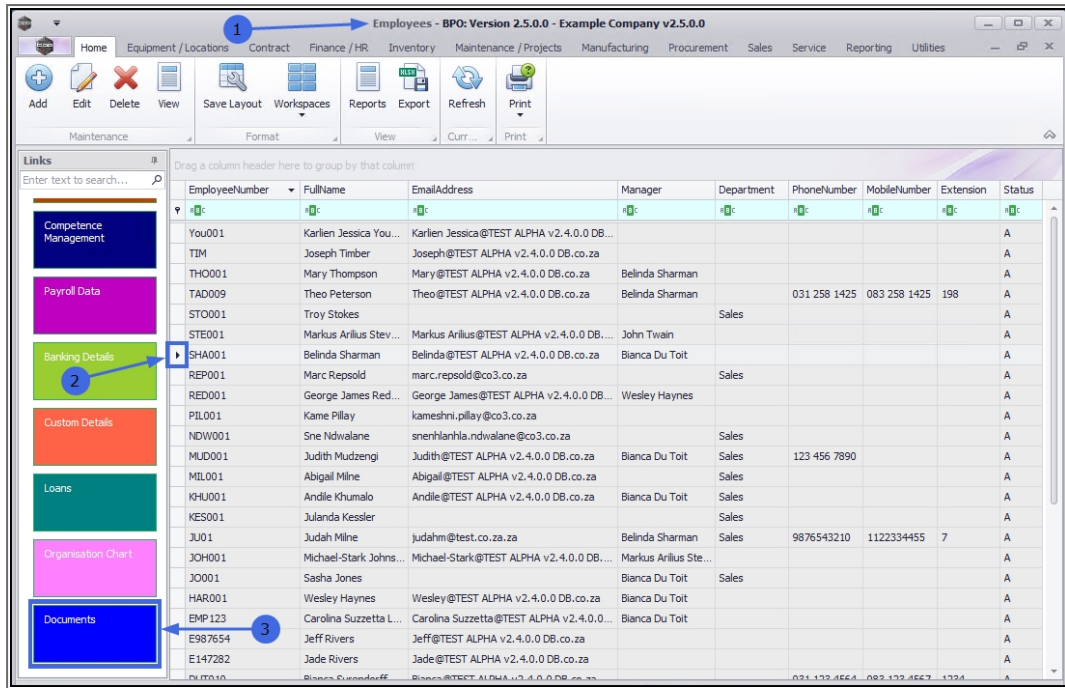 1
Employees - BPO: Version 2.5.0.0 - Example Company v2.5.0.0
Home Equipment / Locations Contract Finance / HR Inventory Maintenance / Projects Manufacturing Procurement Sales Service Reporting Utilities
Add Edit Delete View Save Layout Workspaces Reports Export Refresh Print
Maintenance Format View Curr... Print
Links
Enter text to search...
Drag a column header here to group by that column
EmployeeNumber FullName EmailAddress Manager Department PhoneNumber MobileNumber Extension Status
Competence
Management
Payroll Data
Banking Details
2
Custom Details
Loans
Organisation Chart
Documents
3
You001 Karlien Jessica You... Karlien Jessica@TEST ALPHA v2.4.0.0 DB... A
TIM Joseph Timber Joseph@TEST ALPHA v2.4.0.0 DB.co.za A
THO001 Mary Thompson Mary@TEST ALPHA v2.4.0.0 DB.co.za Belinda Sharman A
TAD009 Theo Peterson Theo@TEST ALPHA v2.4.0.0 DB.co.za Belinda Sharman 031 258 1425 083 258 1425 198 A
STO001 Troy Stokes Sales A
STE001 Markus Arilius Stev... Markus Arilius@TEST ALPHA v2.4.0.0 DB.... John Twain A
SHA001 Belinda Sharman Belinda@TEST ALPHA v2.4.0.0 DB.co.za Bianca Du Toit A
REP001 Marc Repsold marc.repsold@co3.co.za Sales A
RED001 George James Red... George James@TEST ALPHA v2.4.0.0 DB... Wesley Haynes A
PIL001 Kame Pillay kameshni.pillay@co3.co.za A
NDW001 Sne Ndwalane snenhlanhla.ndwalane@co3.co.za Sales A
MUD001 Judith Mudzengi Judith@TEST ALPHA v2.4.0.0 DB.co.za Bianca Du Toit Sales 123 456 7890 A
MIL001 Abigail Milne Abigail@TEST ALPHA v2.4.0.0 DB.co.za Sales A
KHU001 Andile Khumalo Andile@TEST ALPHA v2.4.0.0 DB.co.za Bianca Du Toit Sales A
KES001 Julanda Kessler Sales A
JU01 Judah Milne judahm@test.co.za.za Belinda Sharman Sales 9876543210 1122334455 7 A
JOH001 Michael-Stark Johns... Michael-Stark@TEST ALPHA v2.4.0.0 DB.... Markus Arilius Ste... A
JO001 Sasha Jones Bianca Du Toit Sales A
HAR001 Wesley Haynes Wesley@TEST ALPHA v2.4.0.0 DB.co.za Bianca Du Toit A
EMP123 Carolina Suzzetta L... Carolina Suzzetta@TEST ALPHA v2.4.0.0... Bianca Du Toit A
E987654 Jeff Rivers Jeff@TEST ALPHA v2.4.0.0 DB.co.za A
E147282 Jade Rivers Jade@TEST ALPHA v2.4.0.0 DB.co.za A